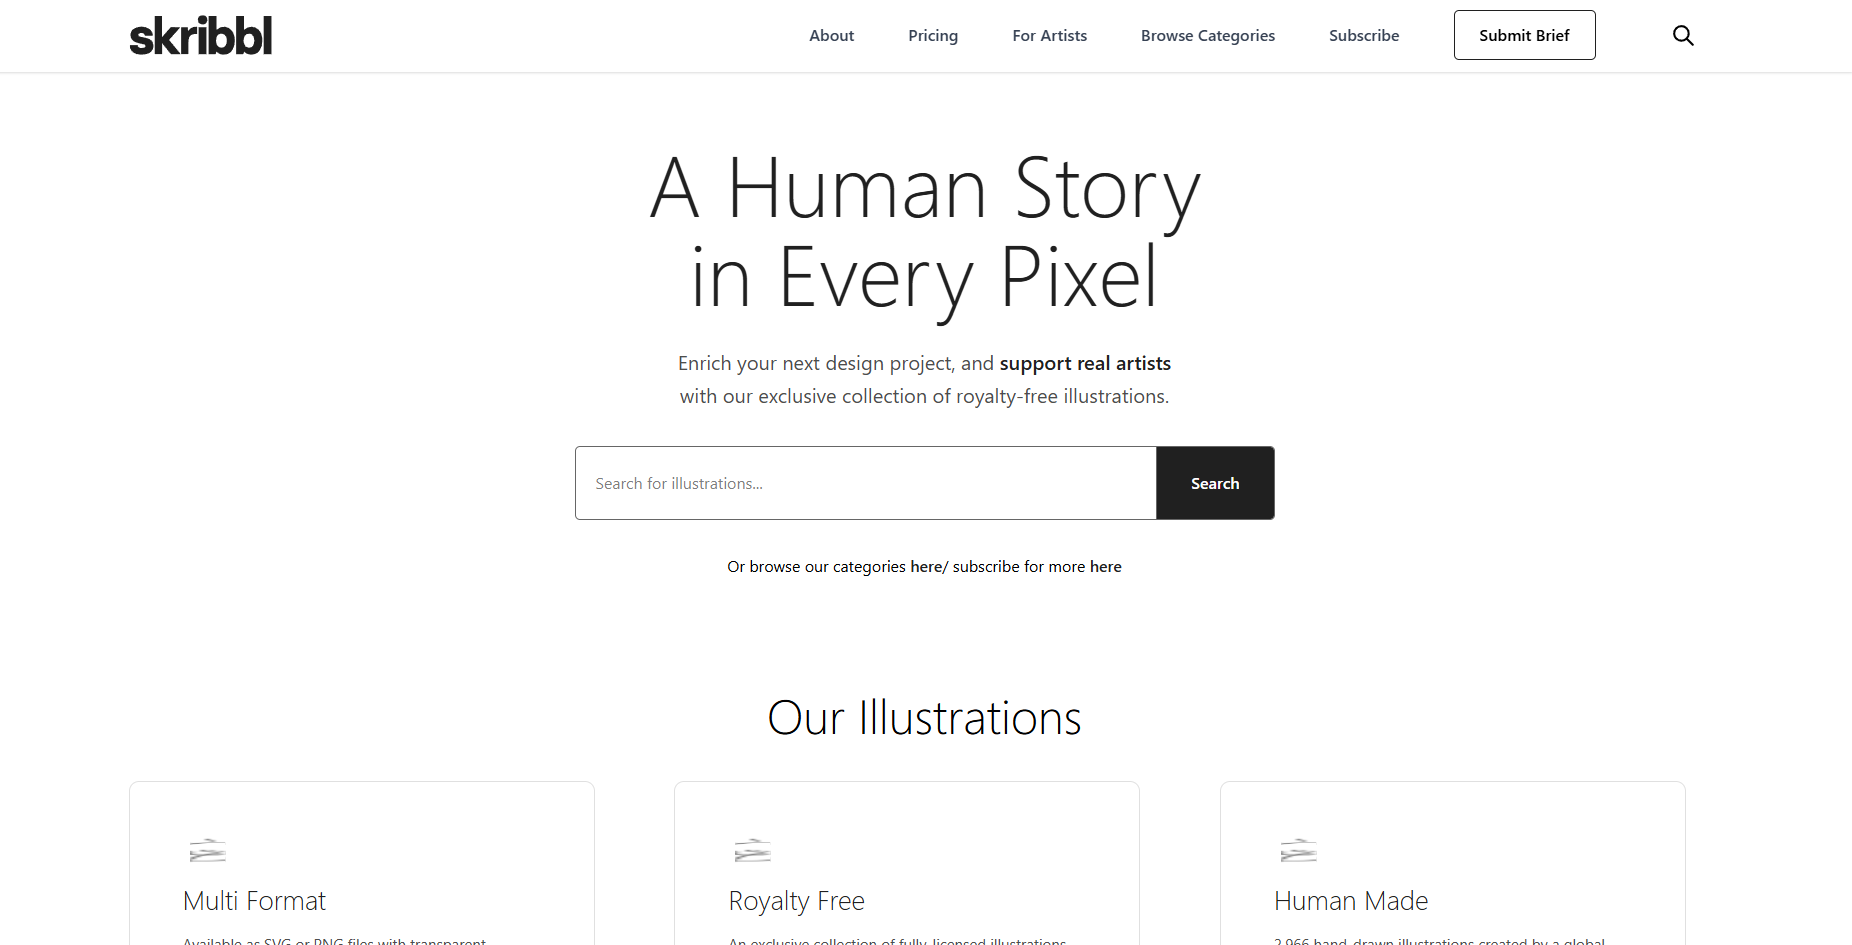 skribbl
About
Pricing
For Artists
Browse Categories
Subscribe
Submit Brief
A Human Story
in Every Pixel
Enrich your next design project, and support real artists
with our exclusive collection of royalty-free illustrations.
Search for illustrations...
Search
Or browse our categories here/ subscribe for more here
Our Illustrations
Multi Format
Royalty Free
Human Made
Available as SVG or PNG files with transparent
An exclusive collection of fully-licensed illustrations
2,966 hand-drawn illustrations created by a global